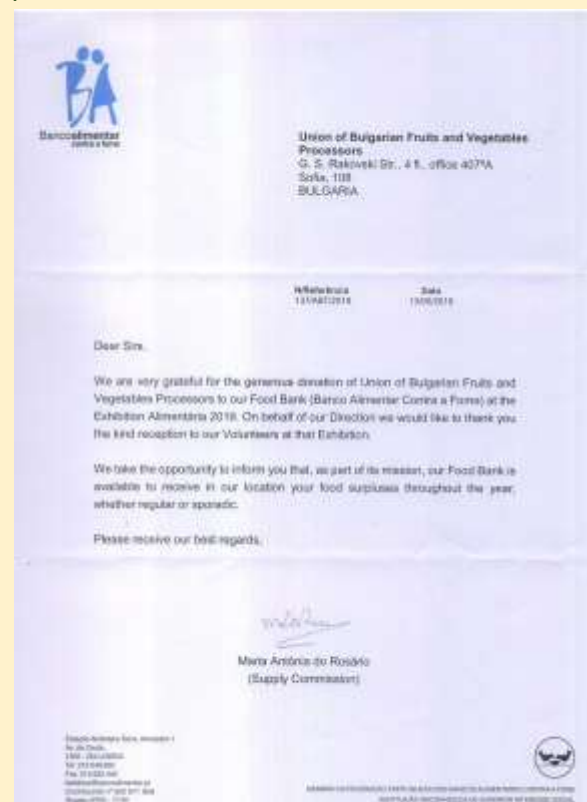 BA
Bancoalimentar
contra a fome
Union of Bulgarian Fruits and Vegetables
Processors
G. S. Rakovski Str., 4 fl., office 407ºA
Sofia, 108
BULGARIA
N/Referência Data
Dear Sirs,
We are very grateful for the generous donation of Union of Bulgarian Fruits and
Vegetables Processors to our Food Bank (Banco Alimentar Contra a Fome) at the
Exhibition Alimentária 2018. On behalf of our Direction we would like to thank you
the kind reception to our Volunteers at that Exhibition.
We take the opportunity to inform you that, as part of its mission, our Food Bank is
available to receive in our location your food surpluses throughout the year,
whether regular or sporadic.
Please receive our best regards,
Maria Antónia do Rosário
(Supply Commission)